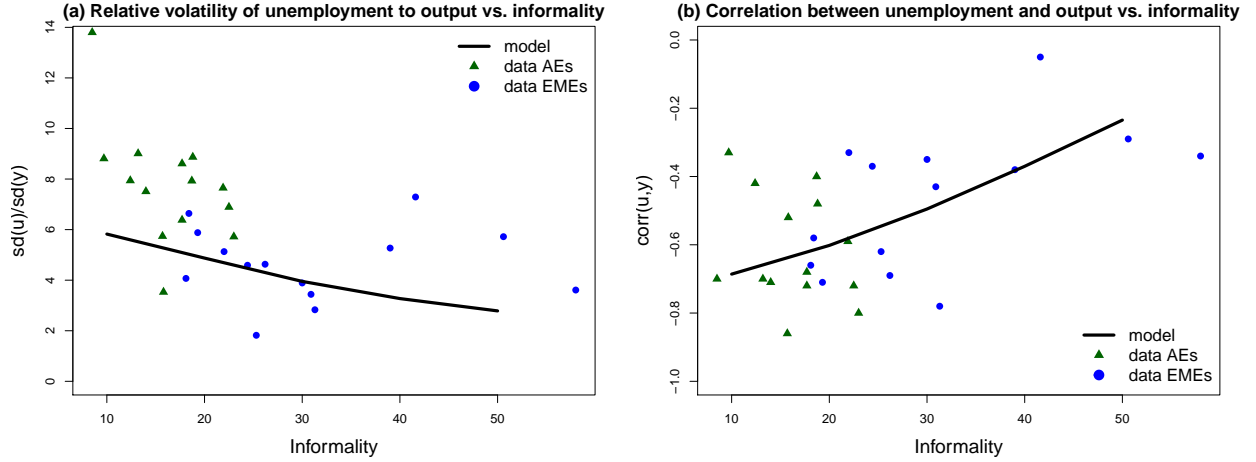 (a) Relative volatility of unemployment to output vs. informality
14
12
10
8
6
4
2
0
sd(u)/sd(y)
model
data AEs
data EMEs
10 20 30 40 50
Informality
(b) Correlation between unemployment and output vs. informality
0.0
−0.2
−0.4
−0.6
−0.8
−1.0
corr(u,y)
model
data AEs
data EMEs
10 20 30 40 50
Informality